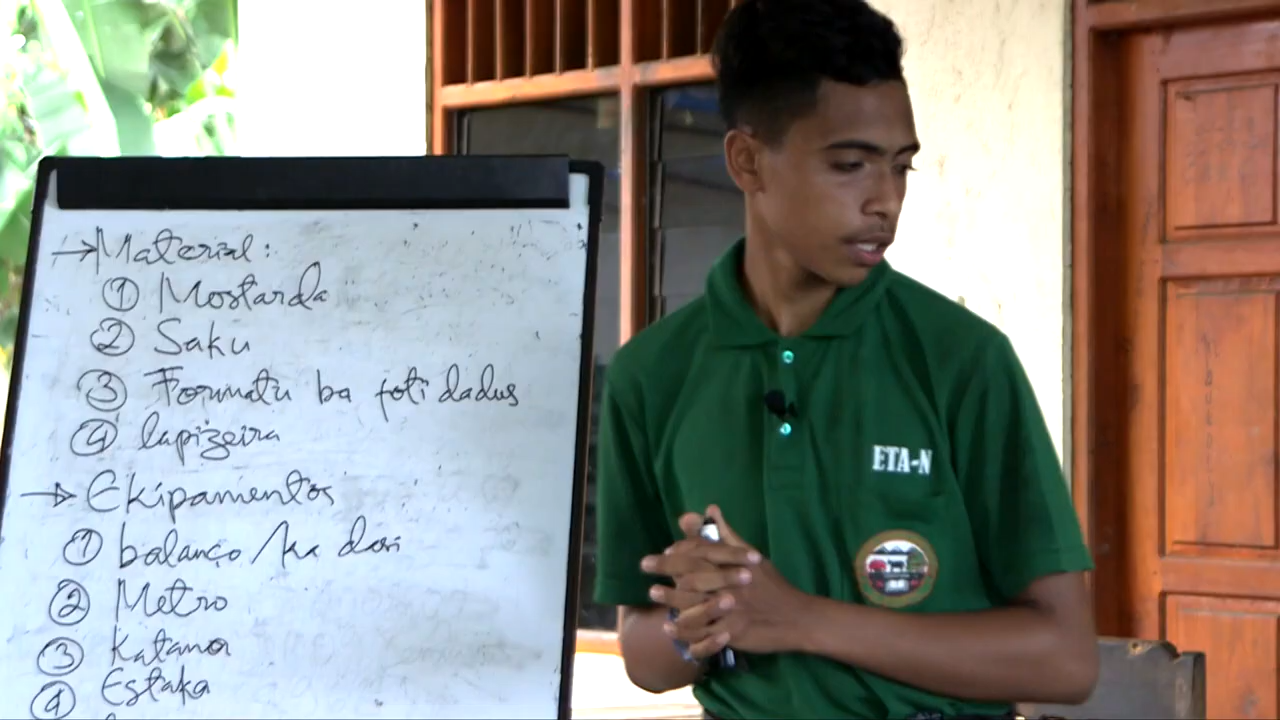 → Material:
① Mostarda
② Saku
③ Formatu ba foti dadus
④ lapizeira
→ Ekipamentos
① balanço /ka dasi
② Metro
③ Katana
④ Estaka
ETA-N